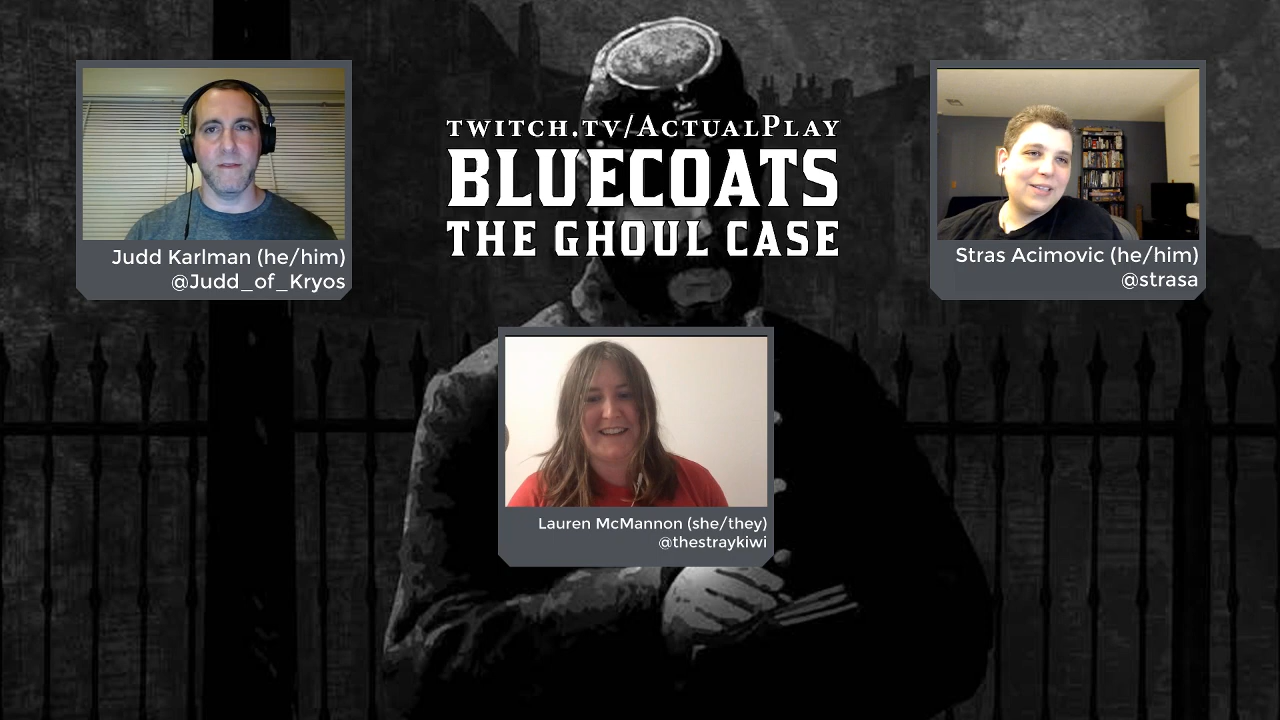 twitch.tv/ActualPlay
BLUECOATS
THE GHOUL CASE
Judd Karlman (he/him)
@Judd_of_Kryos
Stras Acimovic (he/him)
@strasa
Lauren McMannon (she/they)
@thestraykiwi